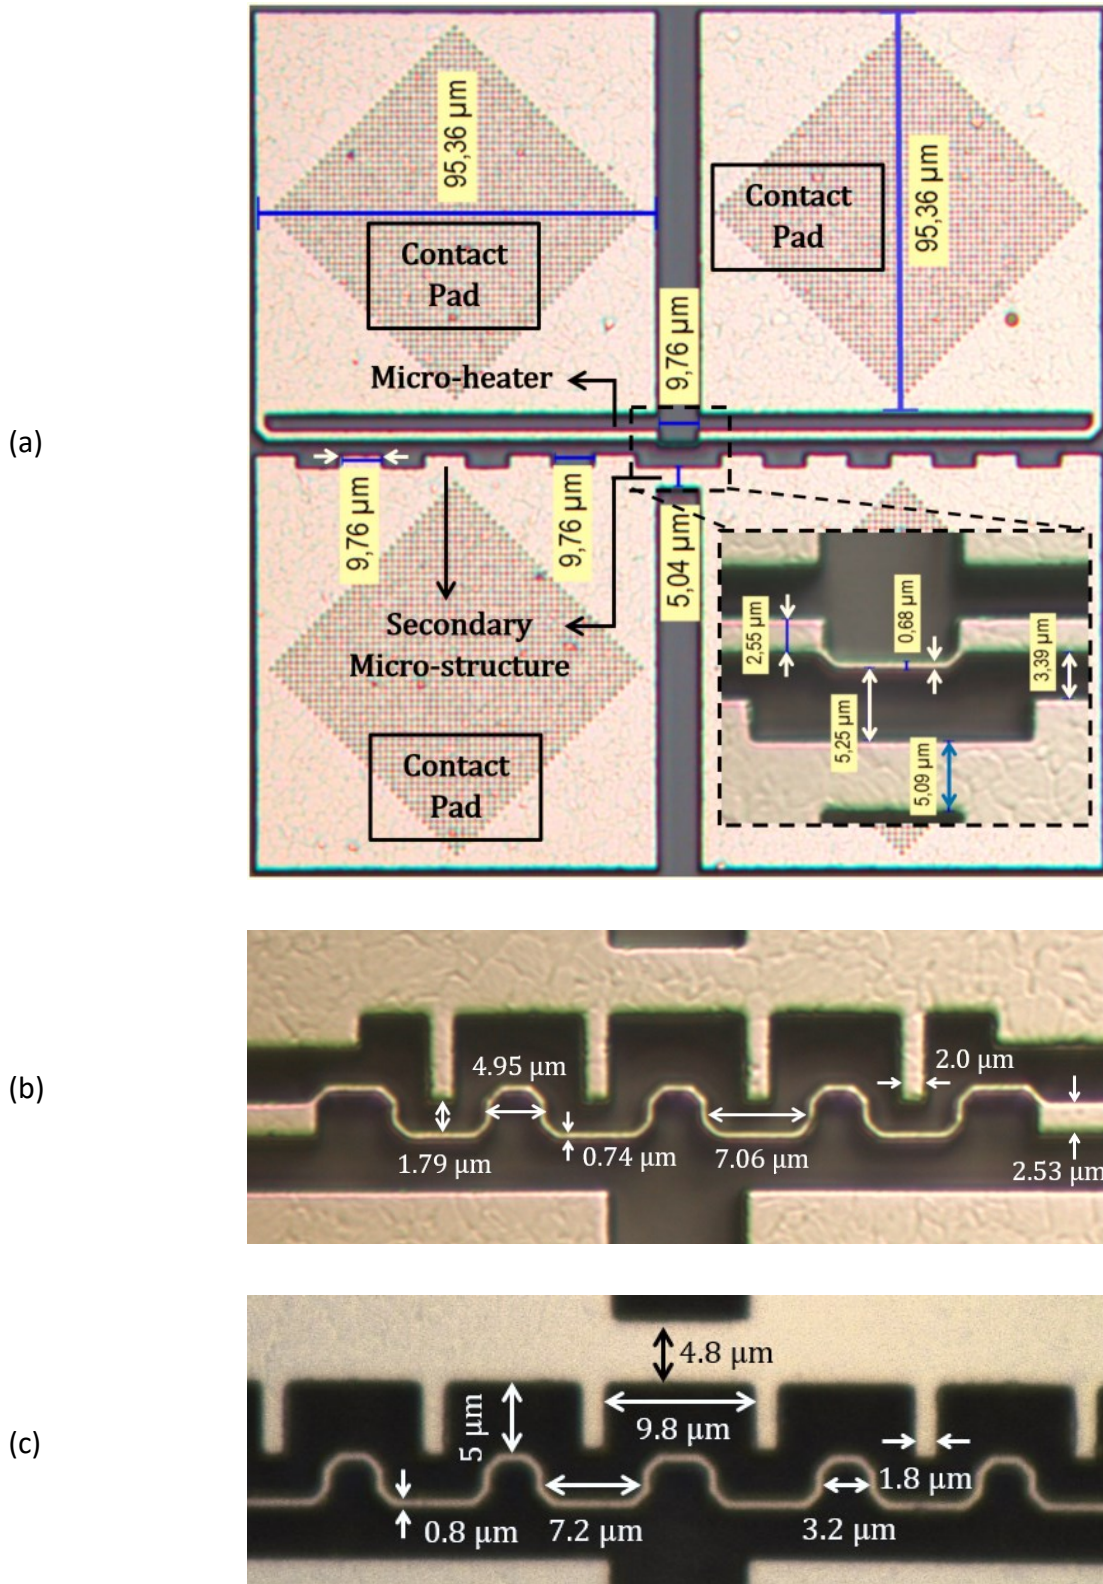 (a)
95,36 µm
Contact
Pad
Contact
Pad
95,36 µm
9,76 µm
Micro-heater
9,76 µm
9,76 µm
5,04 µm
Secondary
Micro-structure
Contact
Pad
2,55 µm
0,68 µm
3,39 µm
5,25 µm
5,09 µm
(b)
4.95 µm
2.0 µm
1.79 µm
0.74 µm
7.06 µm
2.53 µm
(c)
4.8 µm
5 µm
9.8 µm
1.8 µm
0.8 µm
7.2 µm
3.2 µm